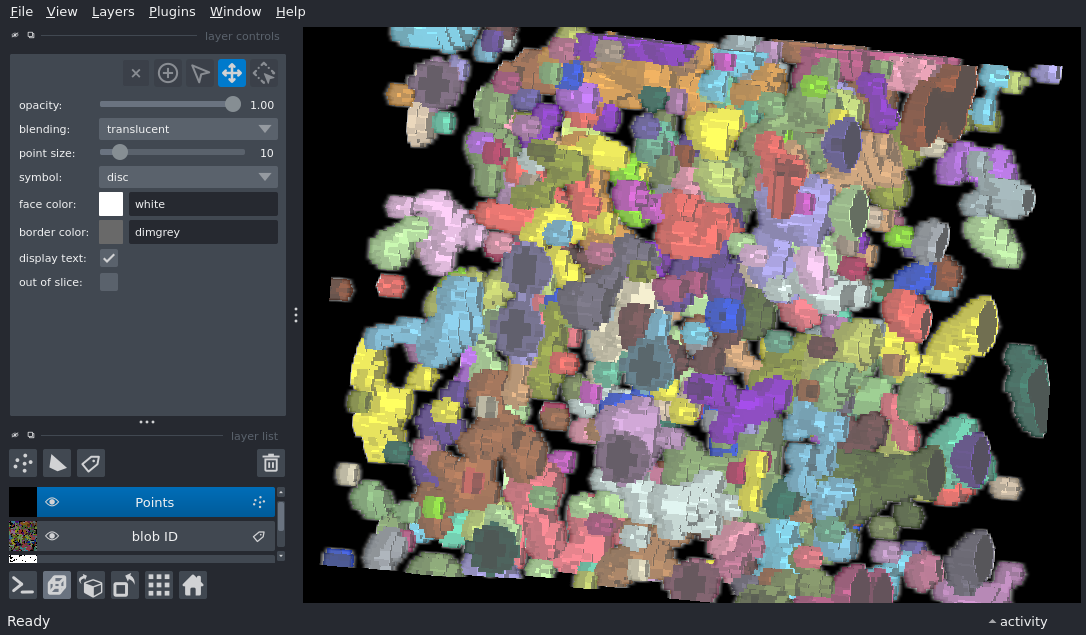 File View Layers Plugins Window Help
layer controls
opacity: 1.00
blending: translucent
point size: 10
symbol: disc
face color: white
border color: dimgrey
display text:
out of slice:
layer list
Points
blob ID
Ready activity